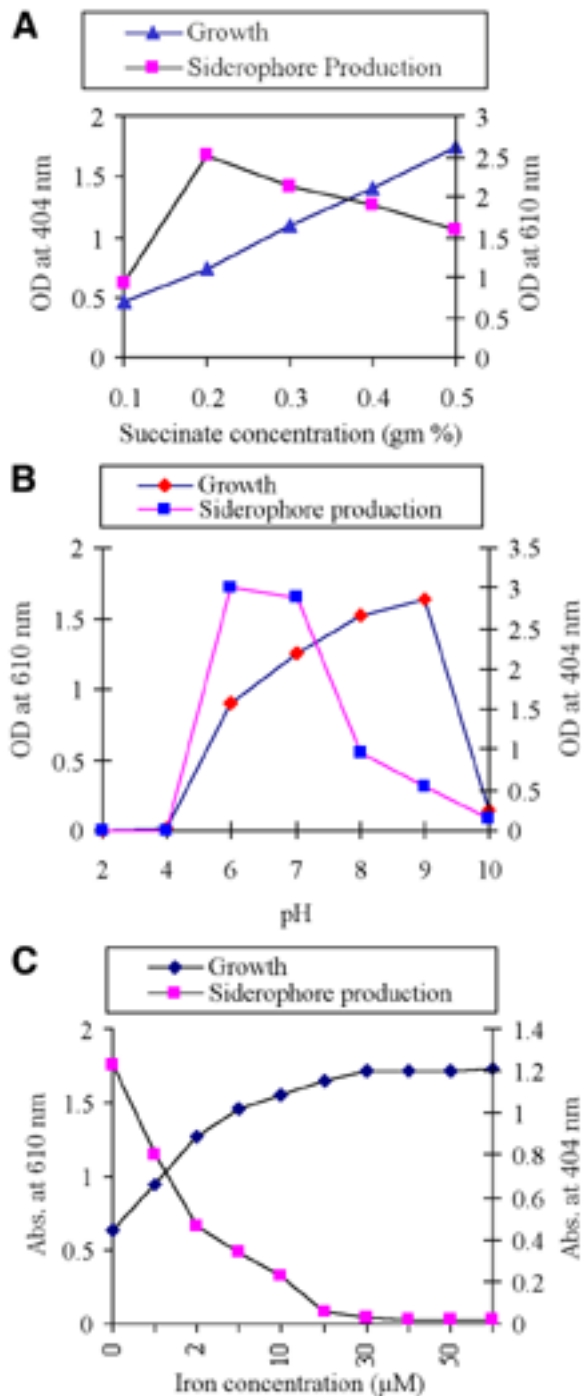 A
Growth
Siderophore Production
2
1.5
1
0.5
0
OD at 404 nm
3
2.5
2
1.5
1
0.5
0
OD at 610 nm
0.1 0.2 0.3 0.4 0.5
Succinate concentration (gm %)
B
Growth
Siderophore production
2
1.5
1
0.5
0
OD at 610 nm
3.5
3
2.5
2
1.5
1
0.5
0
OD at 404 nm
2 4 6 7 8 9 10
pH
C
Growth
Siderophore production
2
1.5
1
0.5
0
Abs. at 610 nm
1.4
1.2
1
0.8
0.6
0.4
0.2
0
Abs. at 404 nm
0 2 10 30 50
Iron concentration (µM)